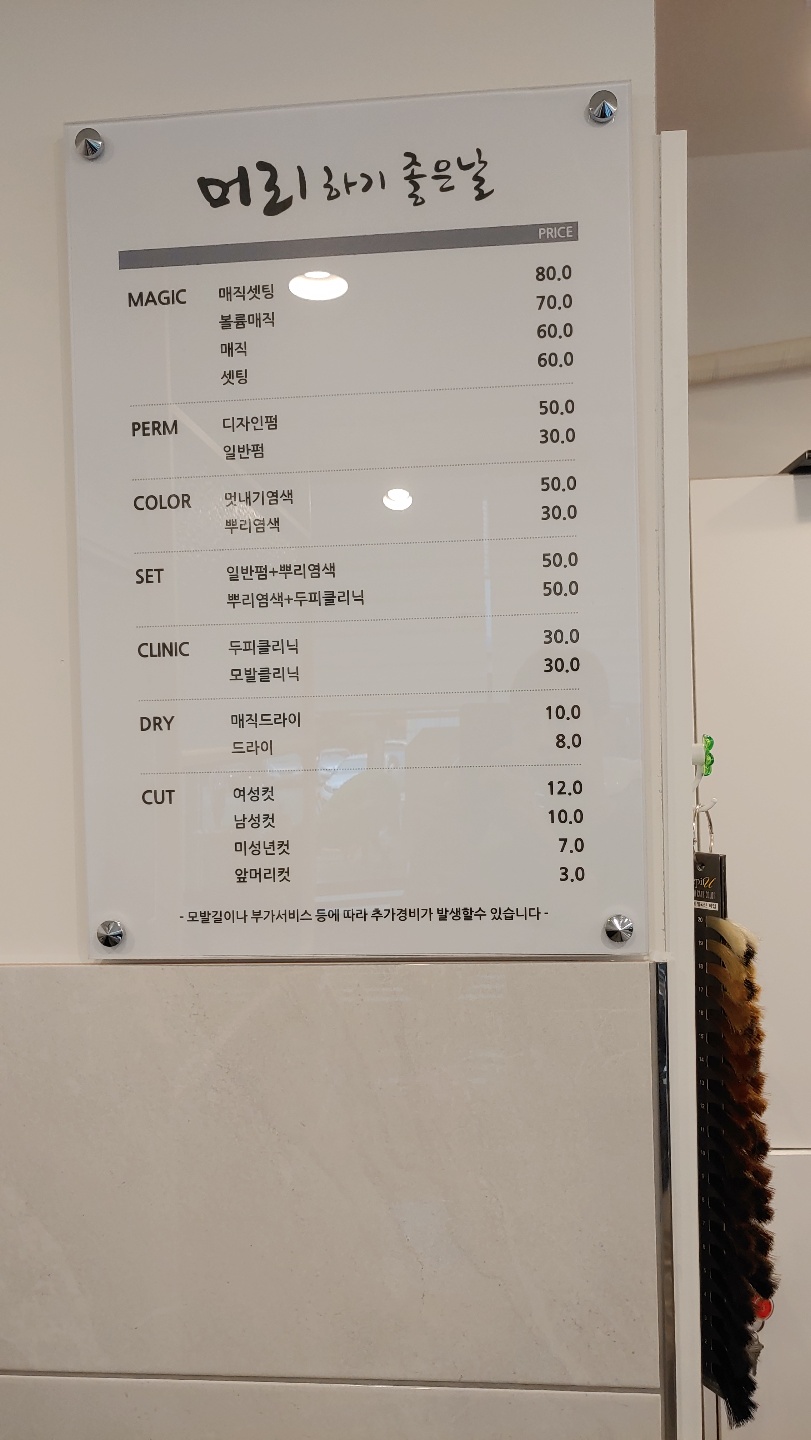 머리 하기 좋은날
PRICE
MAGIC 매직셋팅 80.0
볼륨매직 70.0
매직 60.0
셋팅 60.0
PERM 디자인펌 50.0
일반펌 30.0
COLOR 멋내기염색 50.0
뿌리염색 30.0
SET 일반펌+뿌리염색 50.0
뿌리염색+두피클리닉 50.0
CLINIC 두피클리닉 30.0
모발클리닉 30.0
DRY 매직드라이 10.0
드라이 8.0
CUT 여성컷 12.0
남성컷 10.0
미성년컷 7.0
앞머리컷 3.0
- 모발길이나 부가서비스 등에 따라 추가경비가 발생할수 있습니다 -